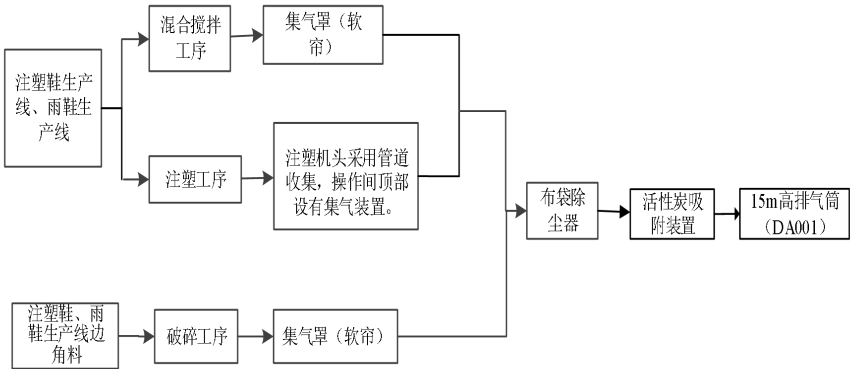 混合搅拌
工序
集气罩（软
帘）
注塑鞋生产
线、雨鞋生
产线
注塑工序
注塑机头采用管道
收集，操作间顶部
设有集气装置。
布袋除
尘器
活性炭吸
附装置
15m高排气筒
（DA001）
注塑鞋、雨
鞋生产线边
角料
破碎工序
集气罩（软帘）